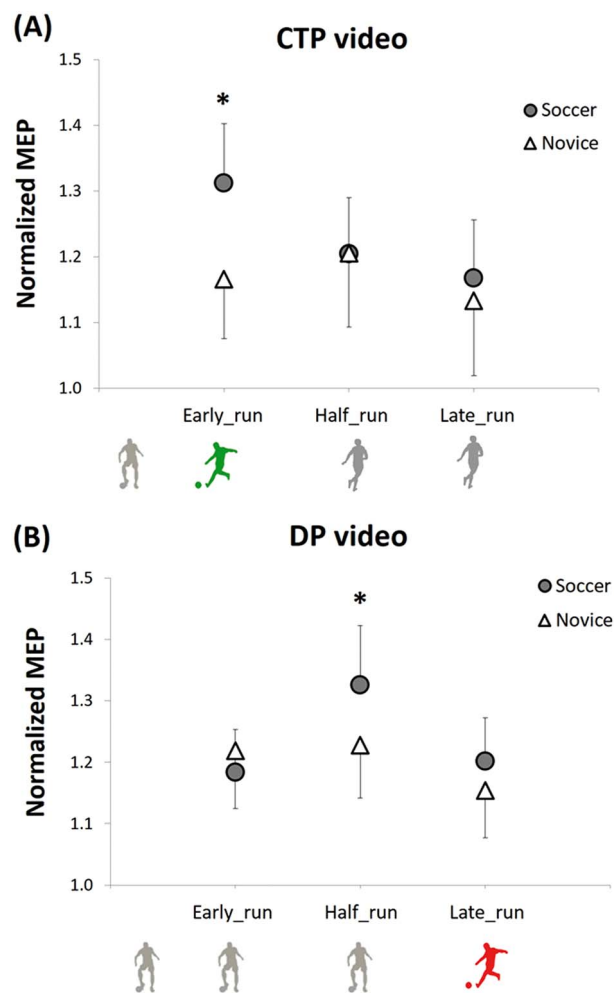 (A)
CTP video
1.5
1.4
1.3
1.2
1.1
1.0
Normalized MEP
*
Soccer
Novice
Early_run Half_run Late_run
(B)
DP video
1.5
1.4
1.3
1.2
1.1
1.0
Normalized MEP
*
Soccer
Novice
Early_run Half_run Late_run